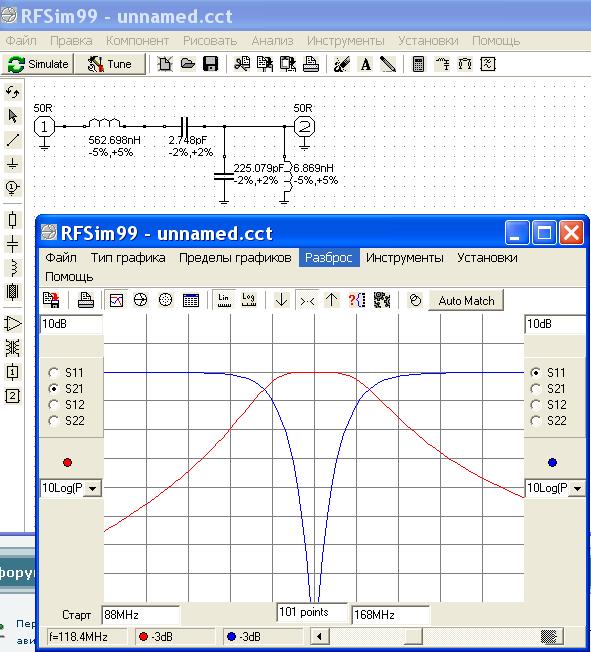 RFSim99 - unnamed.cct
Файл Правка Компонент Рисовать Анализ Инструменты Установки Помощь
Simulate Tune
50R 50R
1 2
562.698nH 2.748pF
-5%,+5% -2%,+2%
225.079pF 6.869nH
-2%,+2% -5%,+5%
RFSim99 - unnamed.cct
Файл Тип графика Пределы графиков Разброс Инструменты Установки
Помощь
Lin Log Auto Match
10dB 10dB
S11 S11
S21 S21
S12 S12
S22 S22
10Log(P 10Log(P
Старт 88MHz 101 points 168MHz
f=118.4MHz -3dB -3dB
форум
Пер
ави